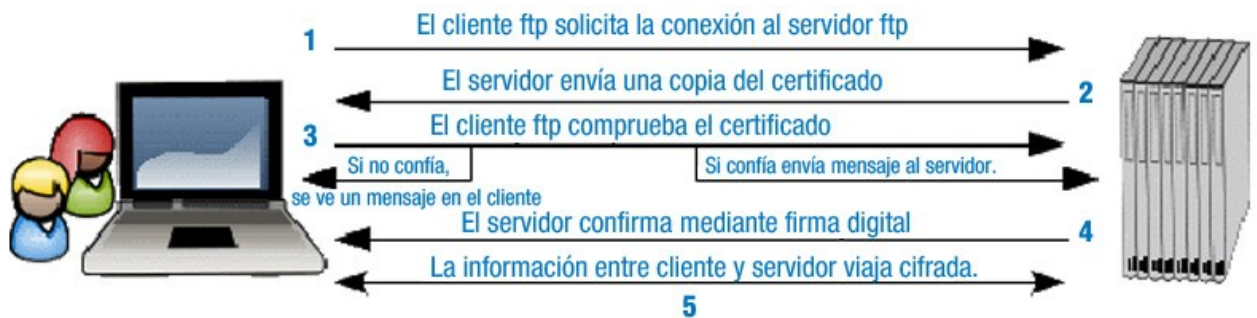 1 El cliente ftp solicita la conexión al servidor ftp
El servidor envía una copia del certificado 2
3 El cliente ftp comprueba el certificado
Si no confía,
se ve un mensaje en el cliente
Si confía envía mensaje al servidor.
El servidor confirma mediante firma digital 4
La información entre cliente y servidor viaja cifrada.
5